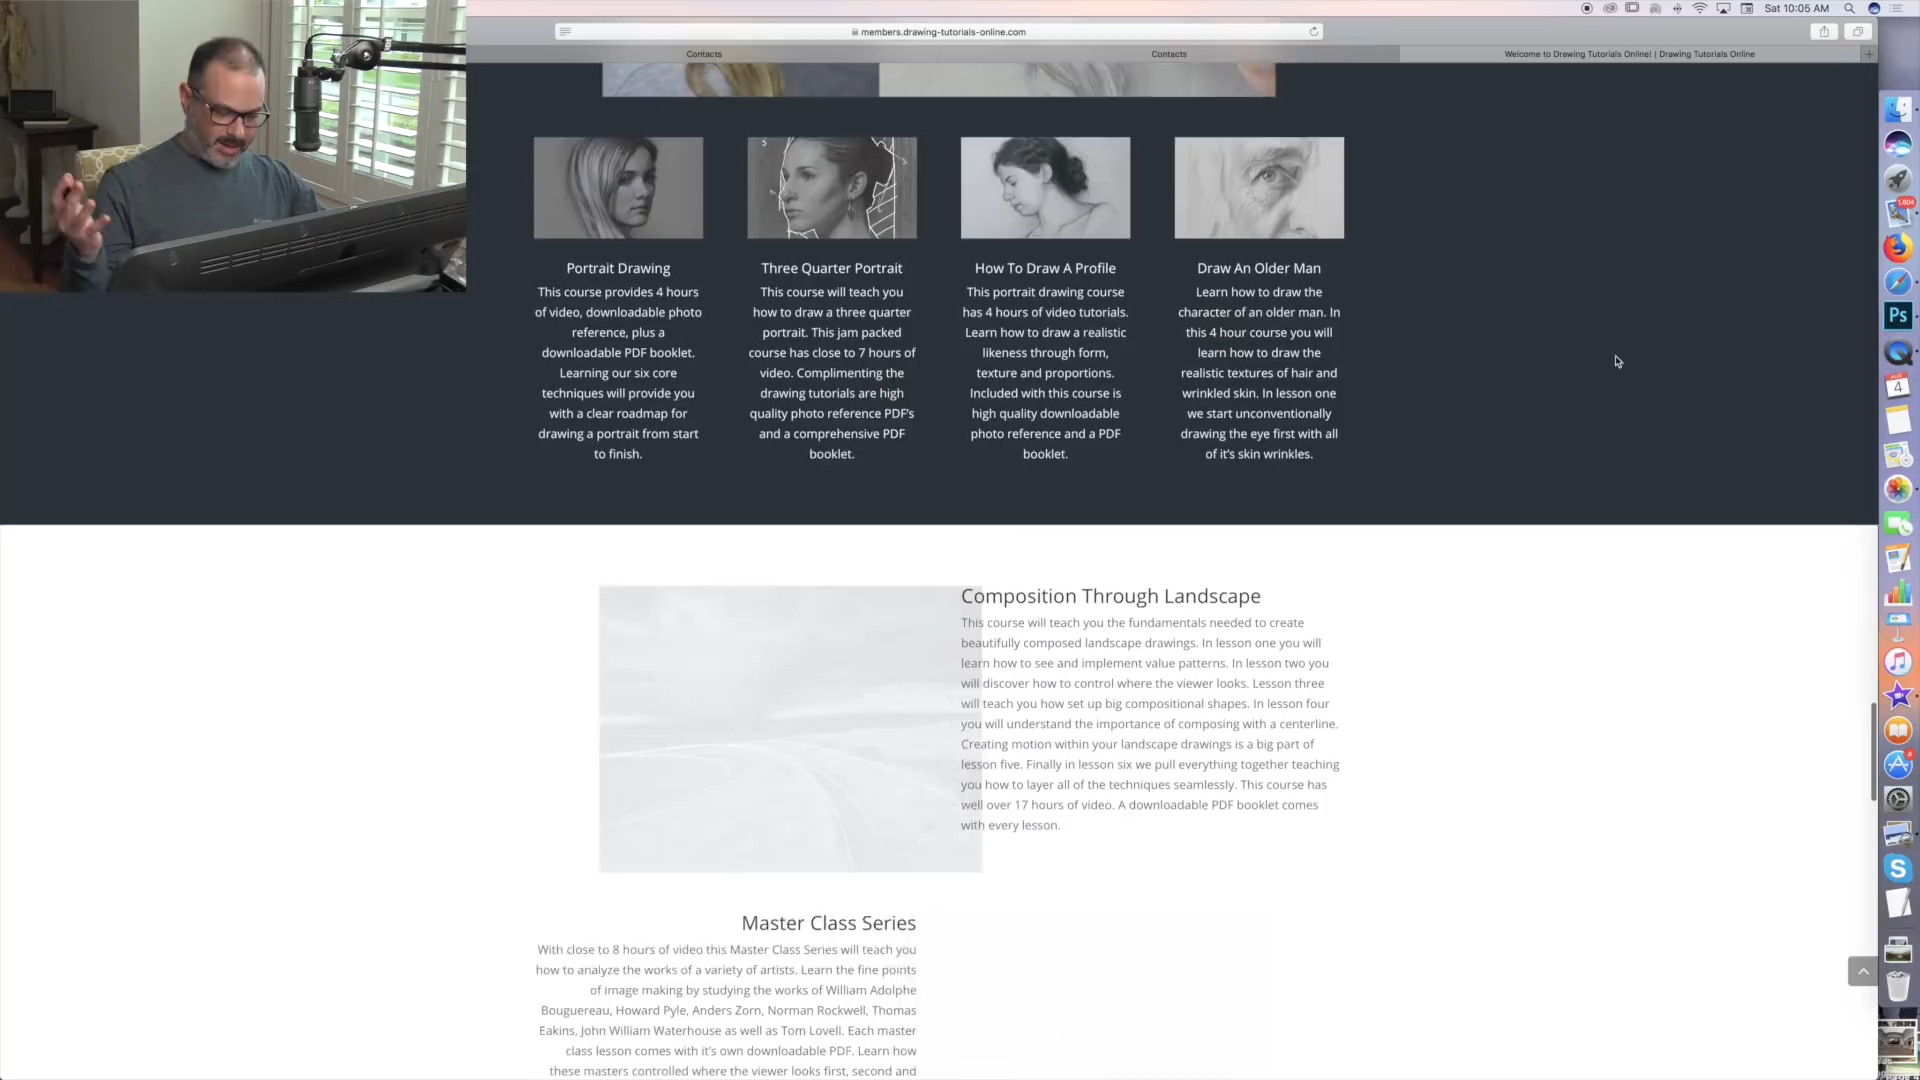 Sat 10:05 AM
members.drawing-tutorials-online.com
Contacts
Contacts
Welcome to Drawing Tutorials Online! | Drawing Tutorials Online
Portrait Drawing
This course provides 4 hours
of video, downloadable photo
reference, plus a
downloadable PDF booklet.
Learning our six core
techniques will provide you
with a clear roadmap for
drawing a portrait from start
to finish.
Three Quarter Portrait
This course will teach you
how to draw a three quarter
portrait. This jam packed
course has close to 7 hours of
video. Complimenting the
drawing tutorials are high
quality photo reference PDF's
and a comprehensive PDF
booklet.
How To Draw A Profile
This portrait drawing course
has 4 hours of video tutorials.
Learn how to draw a realistic
likeness through form,
texture and proportions.
Included with this course is
high quality downloadable
photo reference and a PDF
booklet.
Draw An Older Man
Learn how to draw the
character of an older man. In
this 4 hour course you will
learn how to draw the
realistic textures of hair and
wrinkled skin. In lesson one
we start unconventionally
drawing the eye first with all
of it's skin wrinkles.
Composition Through Landscape
This course will teach you the fundamentals needed to create
beautifully composed landscape drawings. In lesson one you will
learn how to see and implement value patterns. In lesson two you
will discover how to control where the viewer looks. Lesson three
will teach you how set up big compositional shapes. In lesson four
you will understand the importance of composing with a centerline.
Creating motion within your landscape drawings is a big part of
lesson five. Finally in lesson six we pull everything together teaching
you how to layer all of the techniques seamlessly. This course has
well over 17 hours of video. A downloadable PDF booklet comes
with every lesson.
Master Class Series
With close to 8 hours of video this Master Class Series will teach you
how to analyze the works of a variety of artists. Learn the fine points
of image making by studying the works of William Adolphe
Bouguereau, Howard Pyle, Anders Zorn, Norman Rockwell, Thomas
Eakins, John William Waterhouse as well as Tom Lovell. Each master
class lesson comes with it's own downloadable PDF. Learn how
these masters controlled where the viewer looks first, second and
1,604
Ps
4
4
S